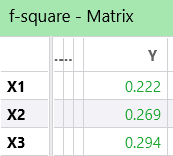 f-square - Matrix
..... Y
X1 0.222
X2 0.269
X3 0.294